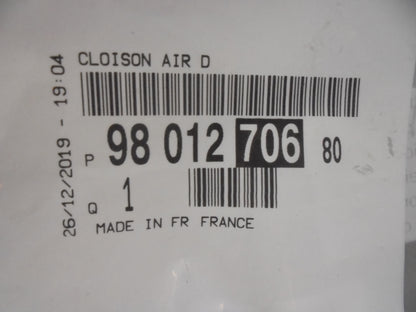 CLOISON AIR D
26/12/2019 - 19:04
P 98 012 706 80
Q 1
MADE IN FR FRANCE